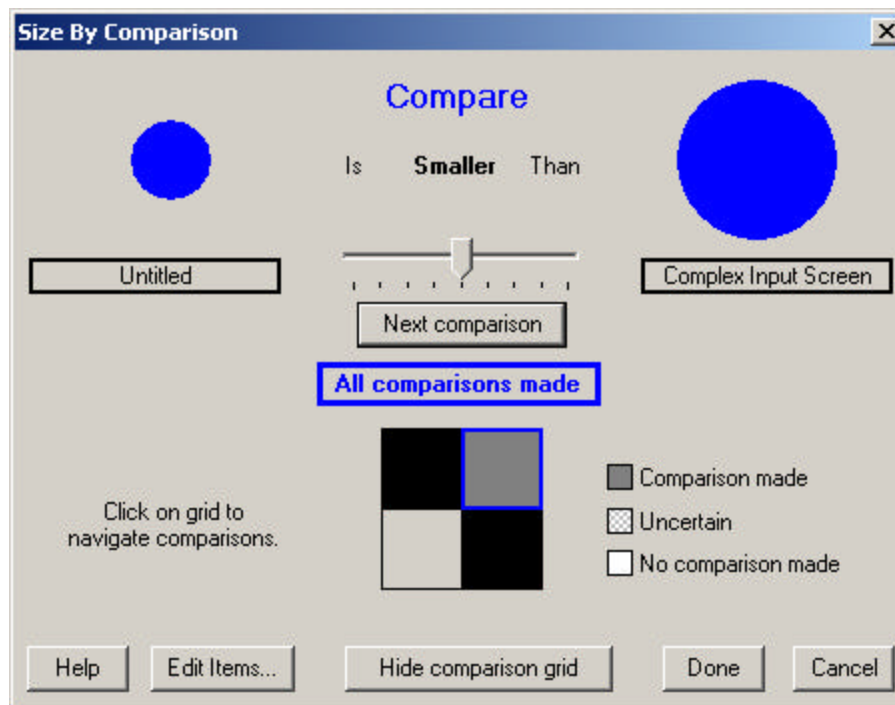 Size By Comparison
Compare
Is Smaller Than
Untitled
Complex Input Screen
Next comparison
All comparisons made
Click on grid to
navigate comparisons.
Comparison made
Uncertain
No comparison made
Help
Edit Items...
Hide comparison grid
Done
Cancel